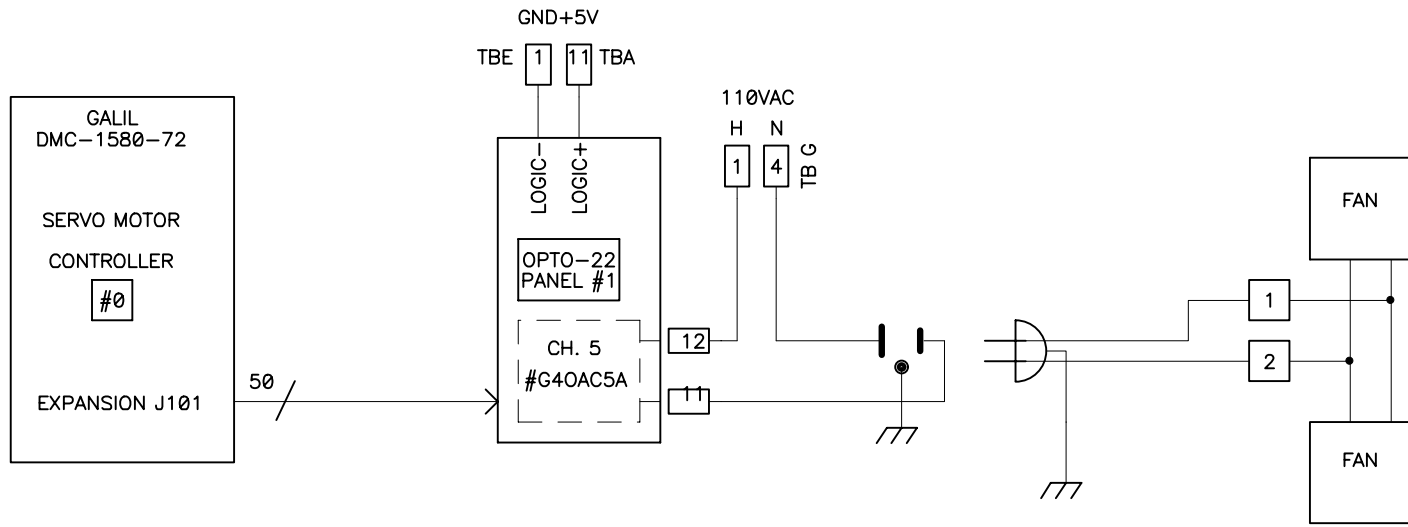 GND+5V
TBE 1 11 TBA
GALIL
DMC-1580-72
SERVO MOTOR
CONTROLLER
#0
EXPANSION J101
50
LOGIC-
LOGIC+
OPTO-22
PANEL #1
CH. 5
#G4OAC5A
12
11
110VAC
H N
1 4
TB G
1
2
FAN
FAN